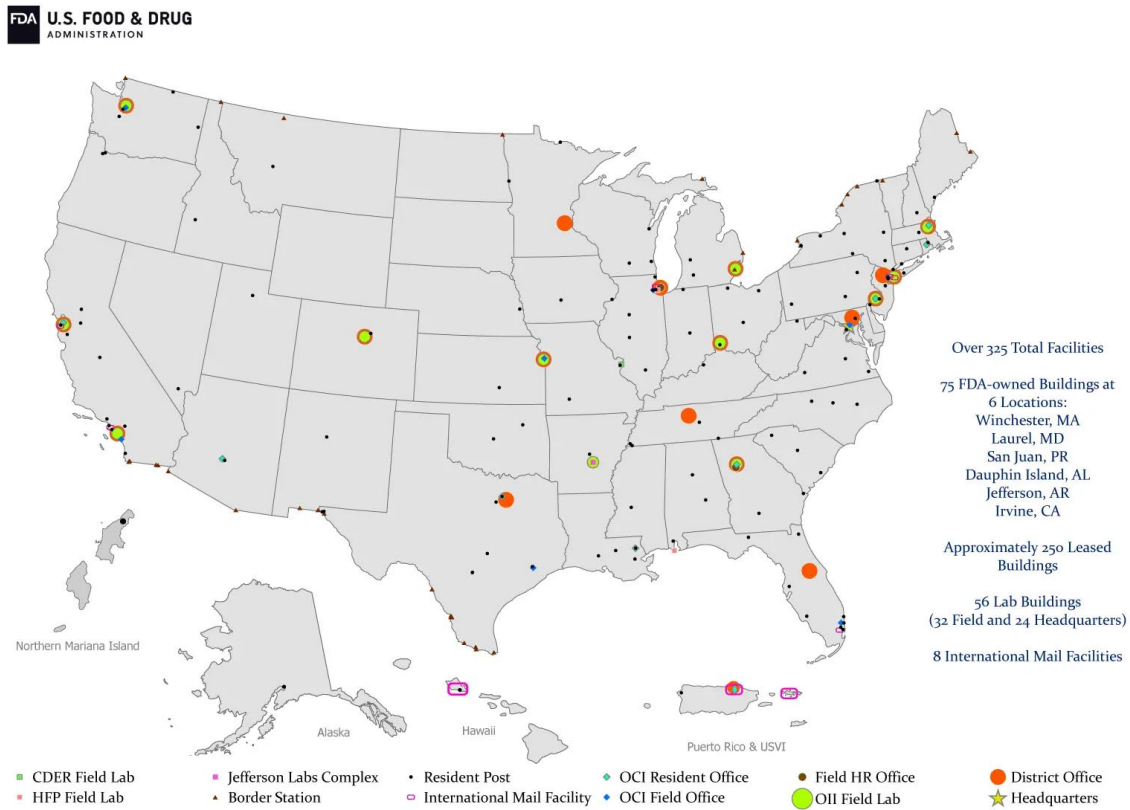 FDA
U.S. FOOD & DRUG
ADMINISTRATION
Over 325 Total Facilities
75 FDA-owned Buildings at
6 Locations:
Winchester, MA
Laurel, MD
San Juan, PR
Dauphin Island, AL
Jefferson, AR
Irvine, CA
Approximately 250 Leased
Buildings
56 Lab Buildings
(32 Field and 24 Headquarters)
8 International Mail Facilities
Northern Mariana Island
Alaska
Hawaii
Puerto Rico & USVI
CDER Field Lab
Jefferson Labs Complex
Resident Post
OCI Resident Office
Field HR Office
District Office
HFP Field Lab
Border Station
International Mail Facility
OCI Field Office
OII Field Lab
Headquarters